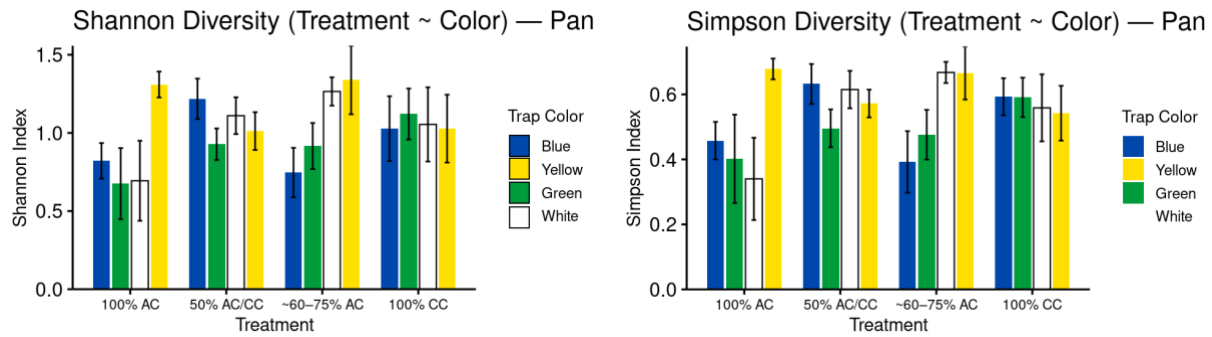 Shannon Diversity (Treatment ~ Color) — Pan
Shannon Index
1.5
1.0
0.5
0.0
100% AC
50% AC/CC
~60–75% AC
100% CC
Treatment
Trap Color
Blue
Yellow
Green
White
Simpson Diversity (Treatment ~ Color) — Pan
Simpson Index
0.6
0.4
0.2
0.0
100% AC
50% AC/CC
~60–75% AC
100% CC
Treatment
Trap Color
Blue
Yellow
Green
White